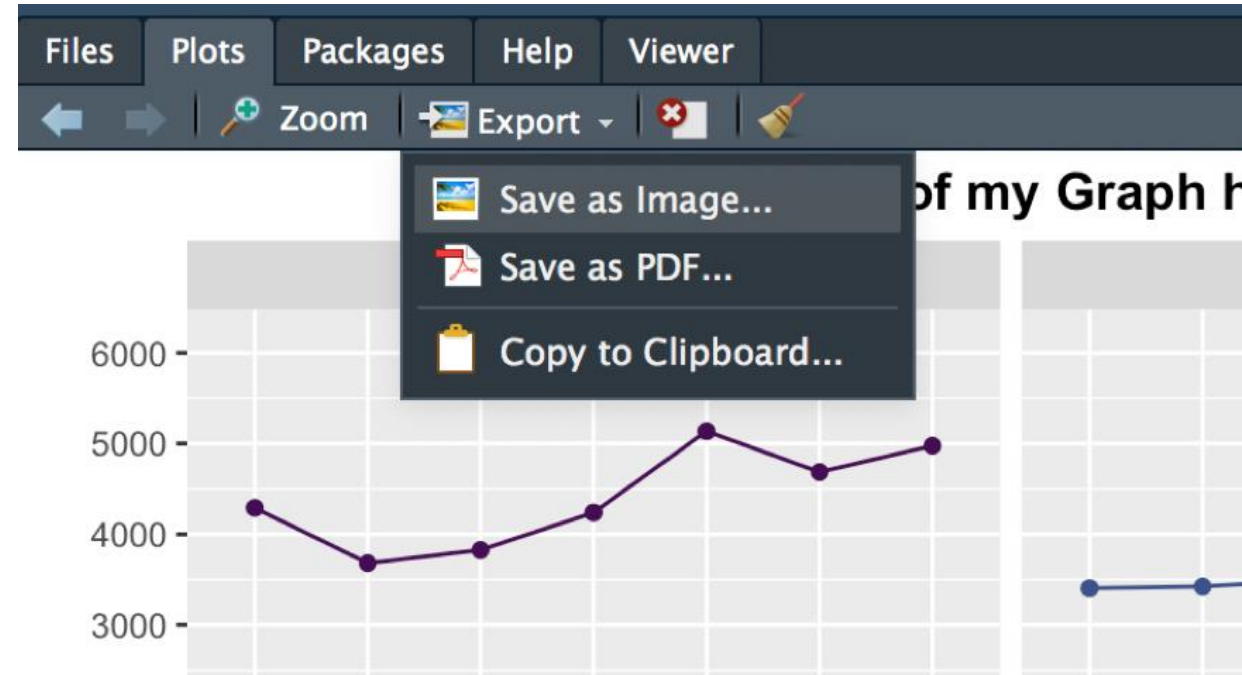 Files Plots Packages Help Viewer
Zoom Export
Save as Image...
of my Graph
Save as PDF...
Copy to Clipboard...
6000
5000
4000
3000